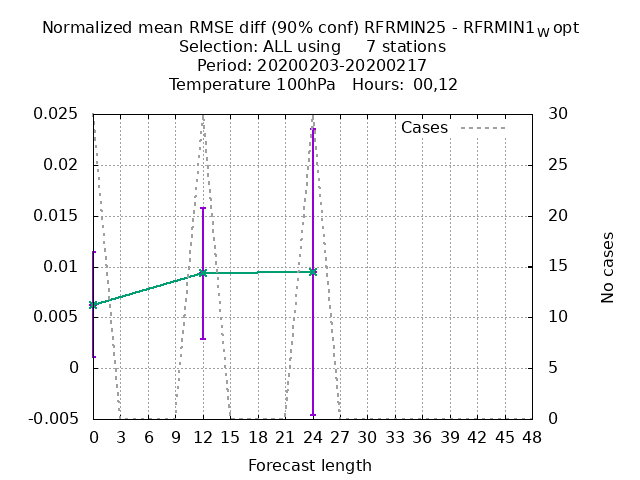 Normalized mean RMSE diff (90% conf) RFRMIN25 - RFRMIN1W opt
Selection: ALL using     7 stations
Period: 20200203-20200217
Temperature 100hPa   Hours: 00,12
Cases
0.025
0.02
0.015
0.01
0.005
0
-0.005
30
25
20
15
10
5
0
No cases
0 3 6 9 12 15 18 21 24 27 30 33 36 39 42 45 48
Forecast length